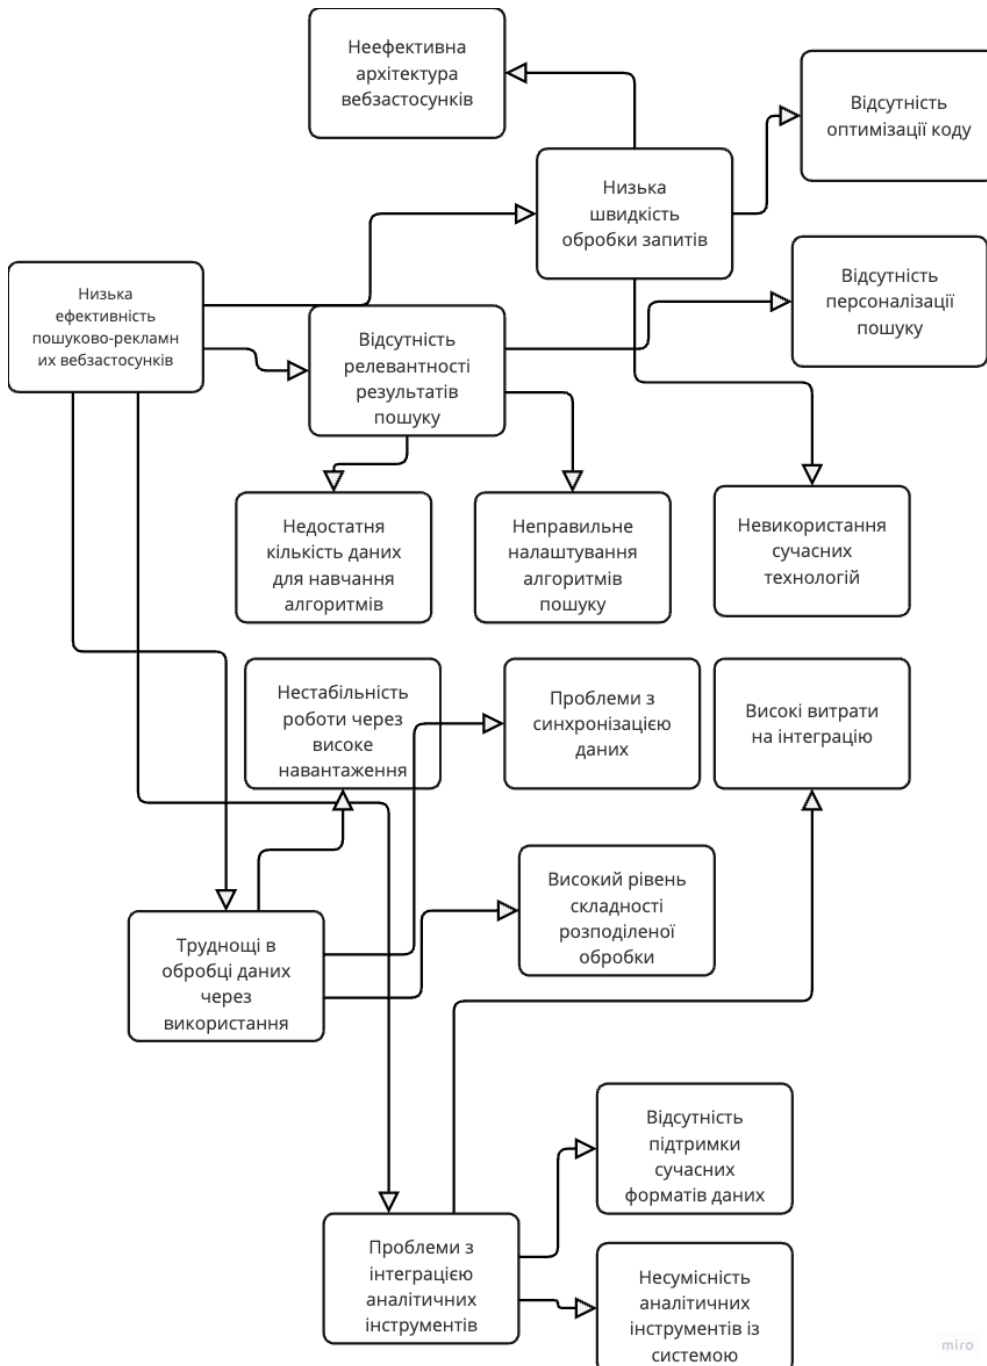 Неефективна
архітектура
вебзастосунків
Відсутність
оптимізації коду
Низька
швидкість
обробки запитів
Відсутність
персоналізації
пошуку
Низька
ефективність
пошуково-рекламн
их вебзастосунків
Відсутність
релевантності
результатів
пошуку
Недостатня
кількість даних
для навчання
алгоритмів
Неправильне
налаштування
алгоритмів
пошуку
Невикористання
сучасних
технологій
Нестабільність
роботи через
високе
навантаження
Проблеми з
синхронізацією
даних
Високі витрати
на інтеграцію
Високий рівень
складності
розподіленої
обробки
Труднощі в
обробці даних
через
використання
Відсутність
підтримки
сучасних
форматів даних
Проблеми з
інтеграцією
аналітичних
інструментів
Несумісність
аналітичних
інструментів із
системою
miro